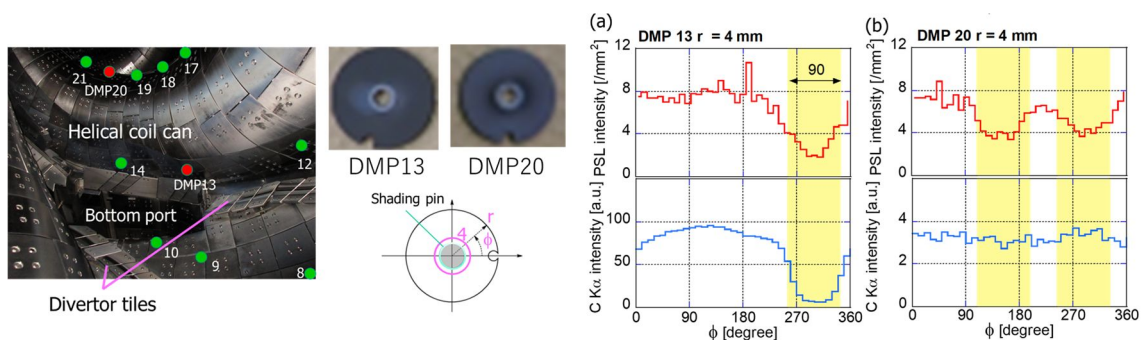 21
DMP20
19
18
17
Helical coil can
12
14
DMP13
Bottom port
10
9
8
Divertor tiles
DMP13
DMP20
Shading pin
r
4
ϕ
C
(a)
DMP 13 r = 4 mm
PSL intensity [/mm²]
12
8
4
0
90
C Kα intensity [a.u.]
100
50
0
0
90
180
270
360
ϕ [degree]
(b)
DMP 20 r = 4 mm
PSL intensity [/mm²]
12
8
4
0
C Kα intensity [a.u.]
4
2
0
0
90
180
270
360
ϕ [degree]